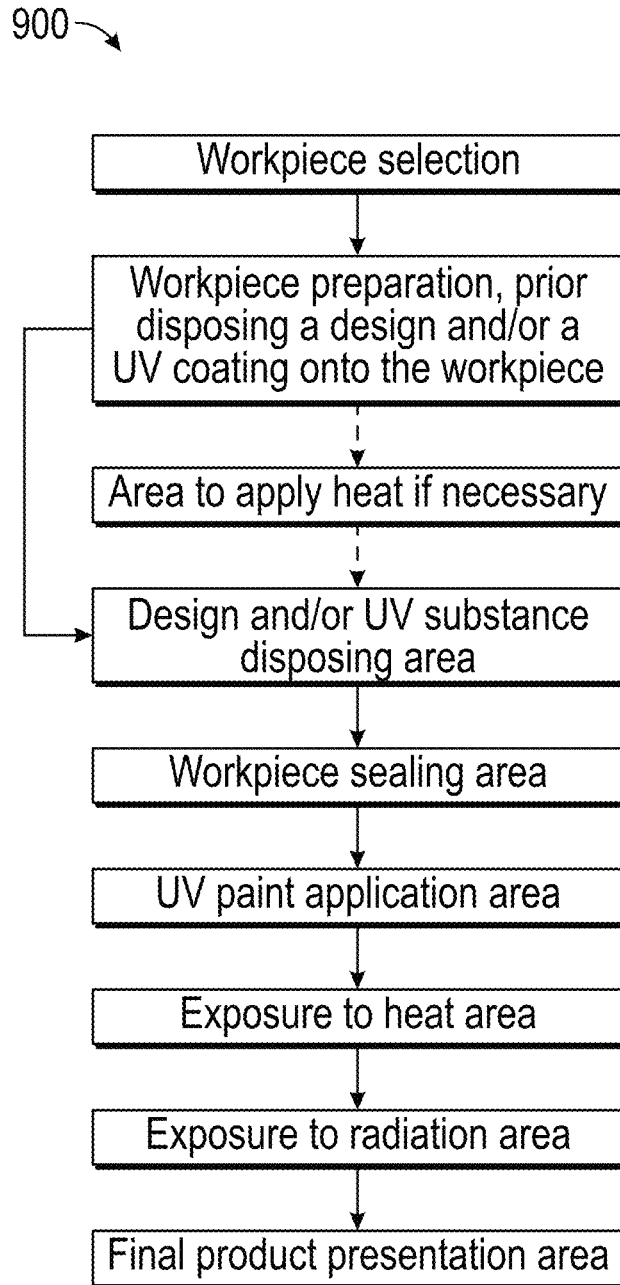 900
Workpiece selection
Workpiece preparation, prior
disposing a design and/or a
UV coating onto the workpiece
Area to apply heat if necessary
Design and/or UV substance
disposing area
Workpiece sealing area
UV paint application area
Exposure to heat area
Exposure to radiation area
Final product presentation area